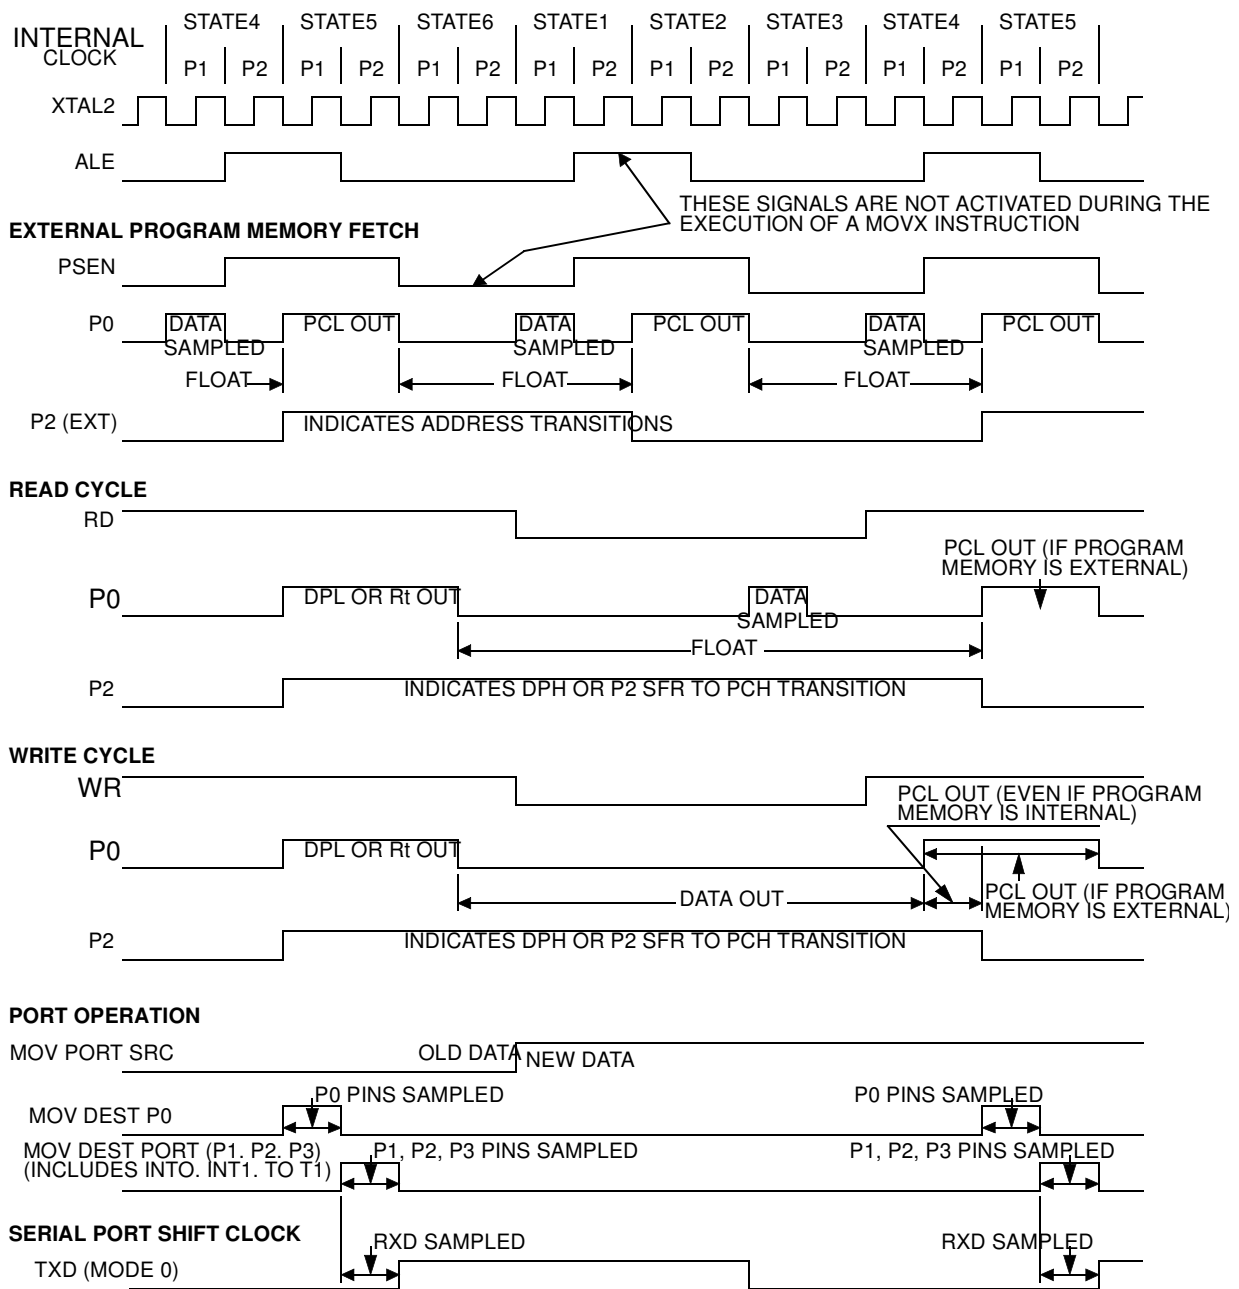 STATE4 STATE5 STATE6 STATE1 STATE2 STATE3 STATE4 STATE5
INTERNAL
CLOCK
P1 P2 P1 P2 P1 P2 P1 P2 P1 P2 P1 P2 P1 P2 P1 P2
XTAL2
ALE
THESE SIGNALS ARE NOT ACTIVATED DURING THE
EXECUTION OF A MOVX INSTRUCTION
EXTERNAL PROGRAM MEMORY FETCH
PSEN
P0 DATA PCL OUT DATA PCL OUT DATA PCL OUT
SAMPLED SAMPLED SAMPLED
FLOAT FLOAT FLOAT
P2 (EXT) INDICATES ADDRESS TRANSITIONS
READ CYCLE
RD
PCL OUT (IF PROGRAM
MEMORY IS EXTERNAL)
P0 DPL OR Rt OUT DATA
SAMPLED
FLOAT
P2 INDICATES DPH OR P2 SFR TO PCH TRANSITION
WRITE CYCLE
WR
PCL OUT (EVEN IF PROGRAM
MEMORY IS INTERNAL)
P0 DPL OR Rt OUT
DATA OUT
PCL OUT (IF PROGRAM
MEMORY IS EXTERNAL)
P2 INDICATES DPH OR P2 SFR TO PCH TRANSITION
PORT OPERATION
MOV PORT SRC OLD DATA NEW DATA
P0 PINS SAMPLED P0 PINS SAMPLED
MOV DEST P0
MOV DEST PORT (P1. P2. P3) P1, P2, P3 PINS SAMPLED P1, P2, P3 PINS SAMPLED
(INCLUDES INTO. INT1. TO T1)
SERIAL PORT SHIFT CLOCK
RXD SAMPLED RXD SAMPLED
TXD (MODE 0)